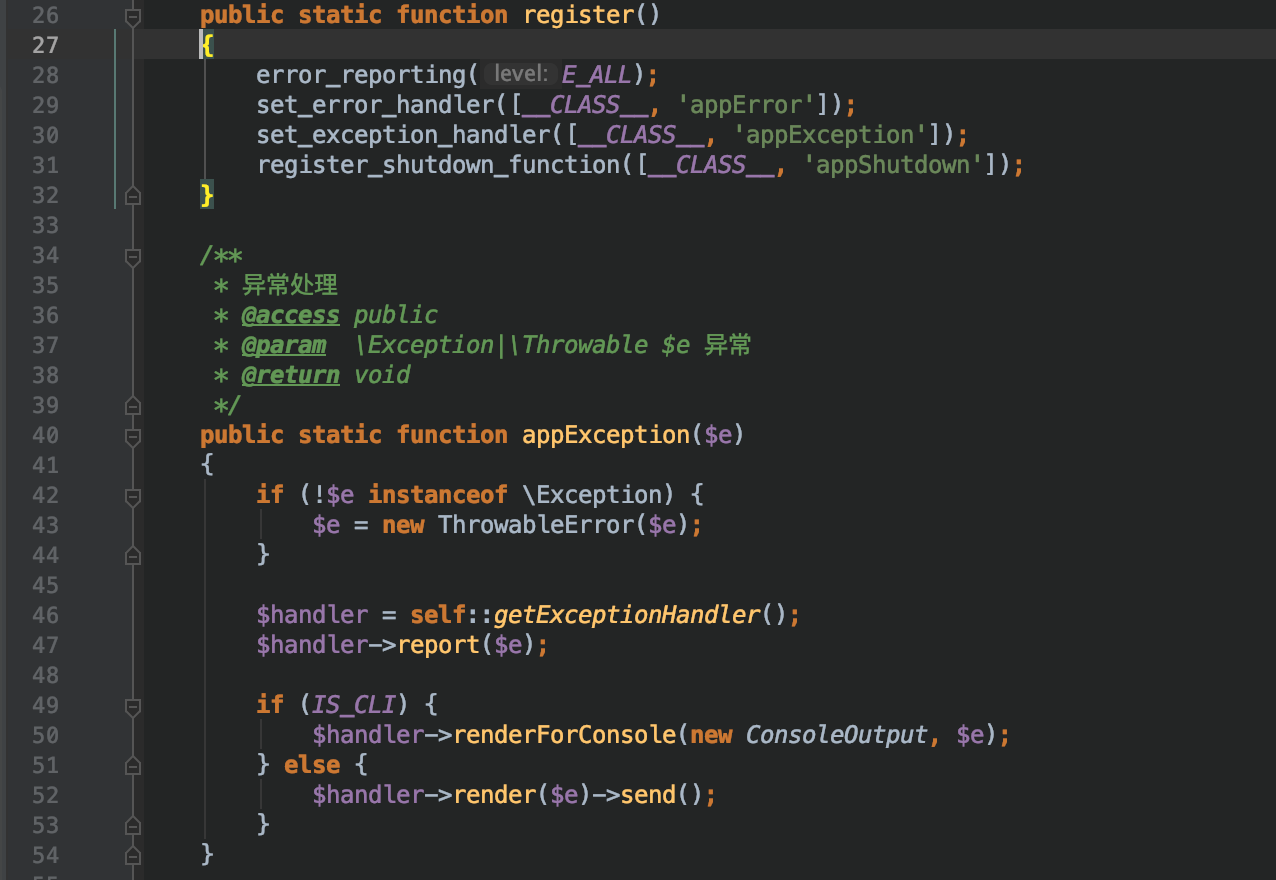 26 public static function register()
27 {
28 error_reporting( level: E_ALL);
29 set_error_handler([__CLASS__, 'appError']);
30 set_exception_handler([__CLASS__, 'appException']);
31 register_shutdown_function([__CLASS__, 'appShutdown']);
32 }
33
34 /**
35 * 异常处理
36 * @access public
37 * @param  \Exception|\Throwable $e 异常
38 * @return void
39 */
40 public static function appException($e)
41 {
42 if (!$e instanceof \Exception) {
43 $e = new ThrowableError($e);
44 }
45
46 $handler = self::getExceptionHandler();
47 $handler->report($e);
48
49 if (IS_CLI) {
50 $handler->renderForConsole(new ConsoleOutput, $e);
51 } else {
52 $handler->render($e)->send();
53 }
54 }